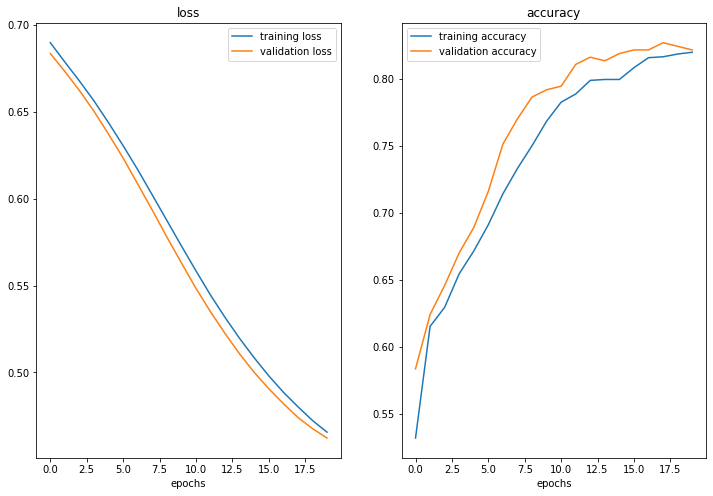 loss
training loss
validation loss
0.70
0.65
0.60
0.55
0.50
0.0 2.5 5.0 7.5 10.0 12.5 15.0 17.5
epochs
accuracy
training accuracy
validation accuracy
0.80
0.75
0.70
0.65
0.60
0.55
0.0 2.5 5.0 7.5 10.0 12.5 15.0 17.5
epochs